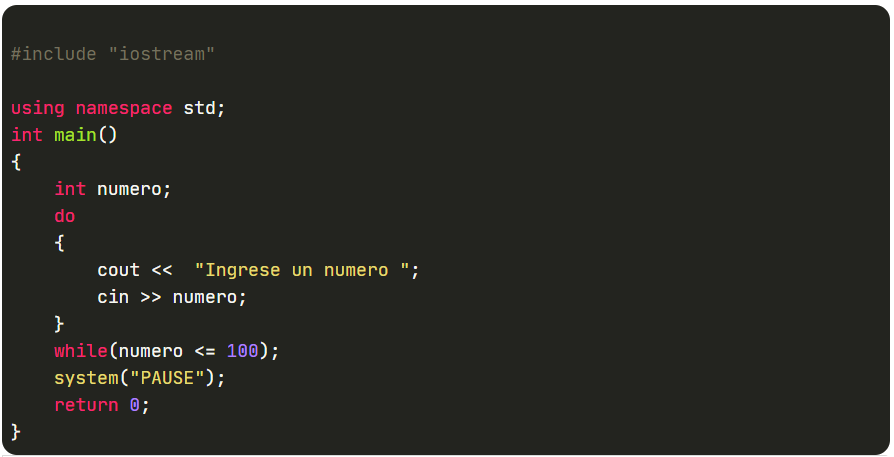 #include "iostream"
using namespace std;
int main()
{
    int numero;
    do
    {
        cout <<  "Ingrese un numero ";
        cin >> numero;
    }
    while(numero <= 100);
    system("PAUSE");
    return 0;
}